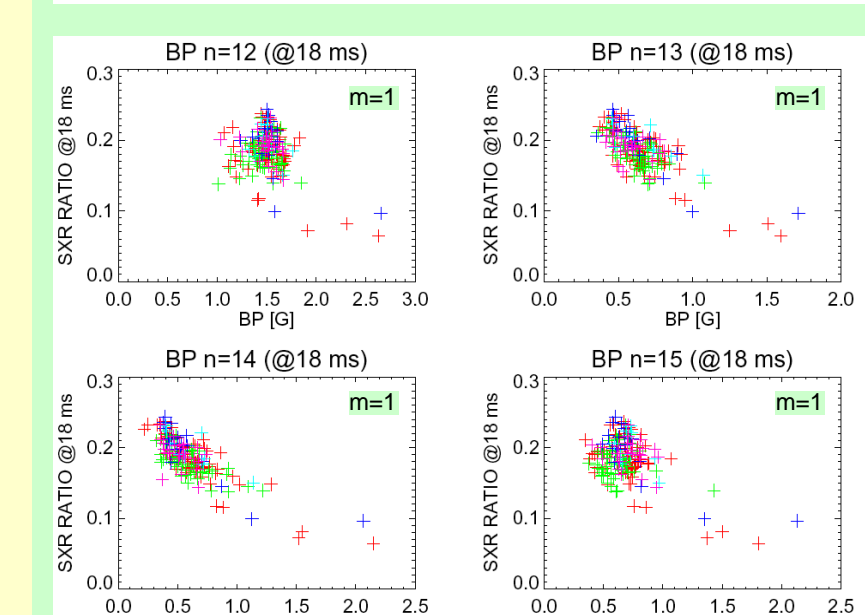 BP n=12 (@18 ms) BP n=13 (@18 ms)
0.3 0.3
m=1 m=1
SXR RATIO @18 ms SXR RATIO @18 ms
0.2 0.2
0.1 0.1
0.0 0.0
0.0 0.5 1.0 1.5 2.0 2.5 3.0 0.0 0.5 1.0 1.5 2.0
BP [G] BP [G]
BP n=14 (@18 ms) BP n=15 (@18 ms)
0.3 0.3
m=1 m=1
SXR RATIO @18 ms SXR RATIO @18 ms
0.2 0.2
0.1 0.1
0.0 0.0
0.0 0.5 1.0 1.5 2.0 2.5 0.0 0.5 1.0 1.5 2.0 2.5